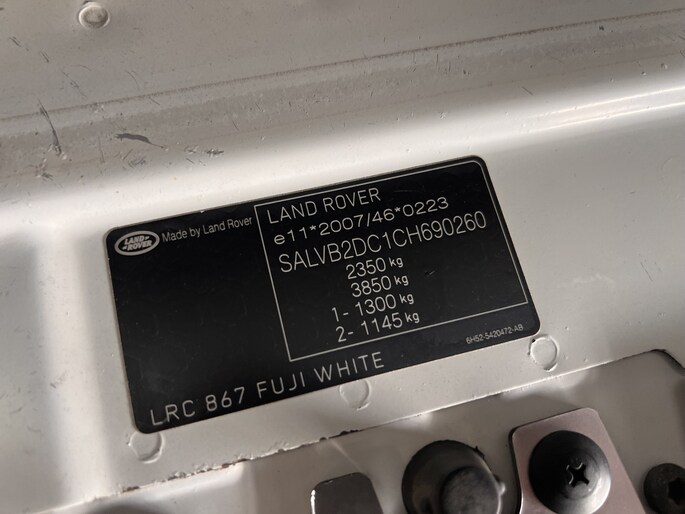 LAND-
-ROVER
Made by Land Rover
LAND ROVER
e11*2007/46*0223
SALVB2DC1CH690260
2350 kg
3850 kg
1- 1300 kg
2- 1145 kg
6H52-5420472-AB
LRC 867 FUJI WHITE